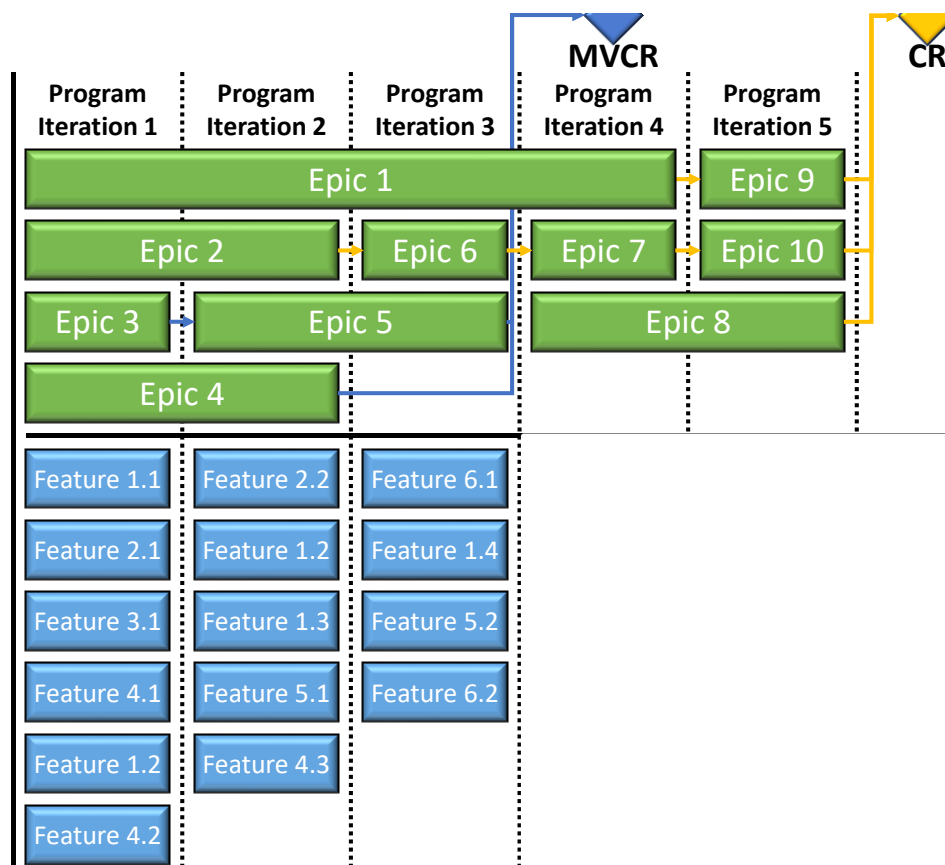 MVCR
CR
Program
Iteration 1
Program
Iteration 2
Program
Iteration 3
Program
Iteration 4
Program
Iteration 5
Epic 1
Epic 9
Epic 2
Epic 6
Epic 7
Epic 10
Epic 3
Epic 5
Epic 8
Epic 4
Feature 1.1
Feature 2.2
Feature 6.1
Feature 2.1
Feature 1.2
Feature 1.4
Feature 3.1
Feature 1.3
Feature 5.2
Feature 4.1
Feature 5.1
Feature 6.2
Feature 1.2
Feature 4.3
Feature 4.2